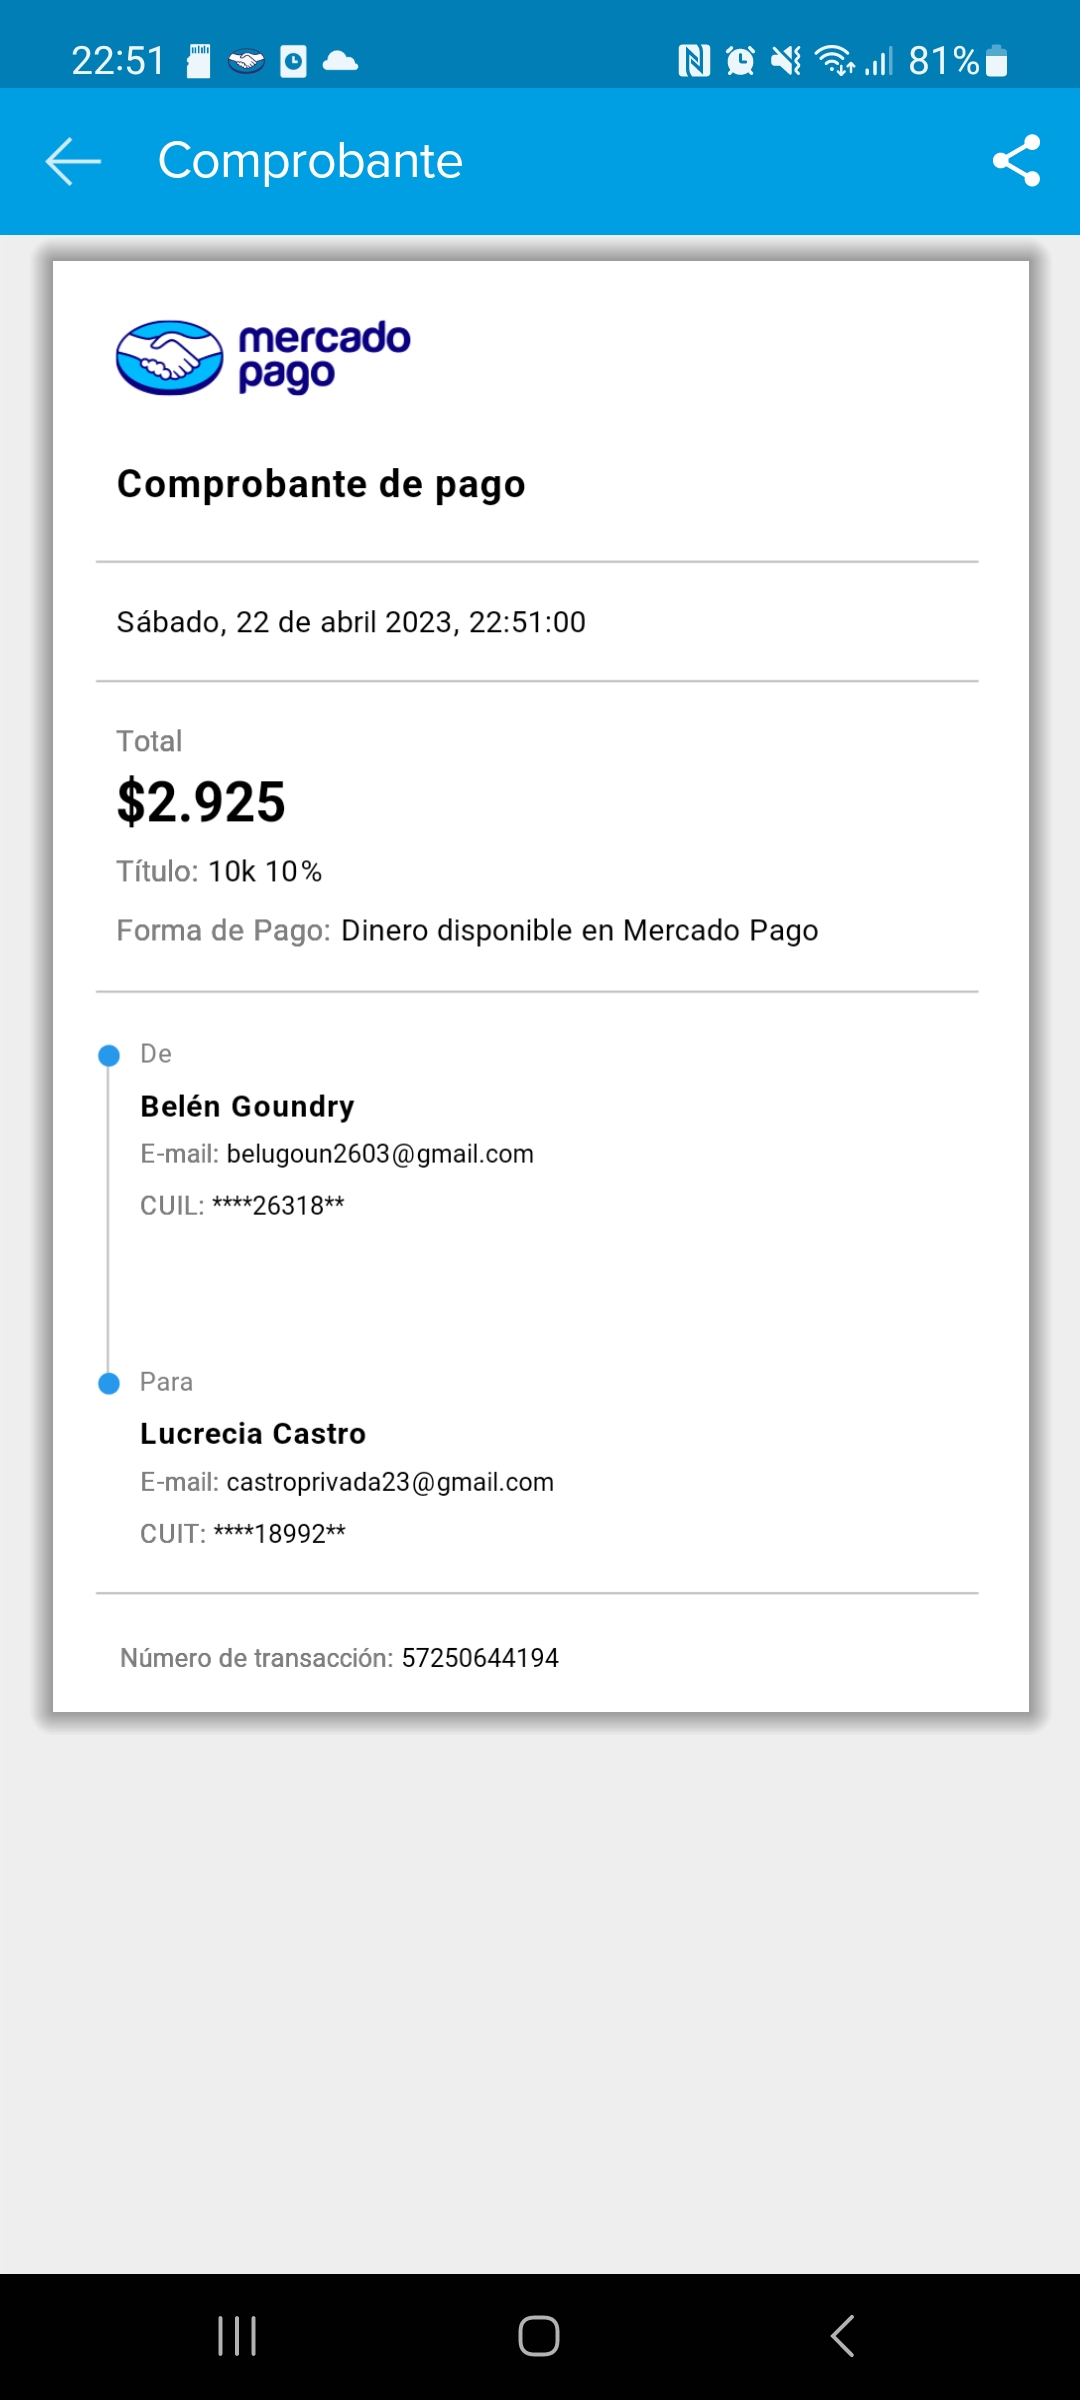 22:51 81%
Comprobante
mercado
pago
Comprobante de pago
Sábado, 22 de abril 2023, 22:51:00
Total
$2.925
Título: 10k 10%
Forma de Pago: Dinero disponible en Mercado Pago
De
Belén Goundry
E-mail: belugoun2603@gmail.com
CUIL: ****26318**
Para
Lucrecia Castro
E-mail: castroprivada23@gmail.com
CUIT: ****18992**
Número de transacción: 57250644194